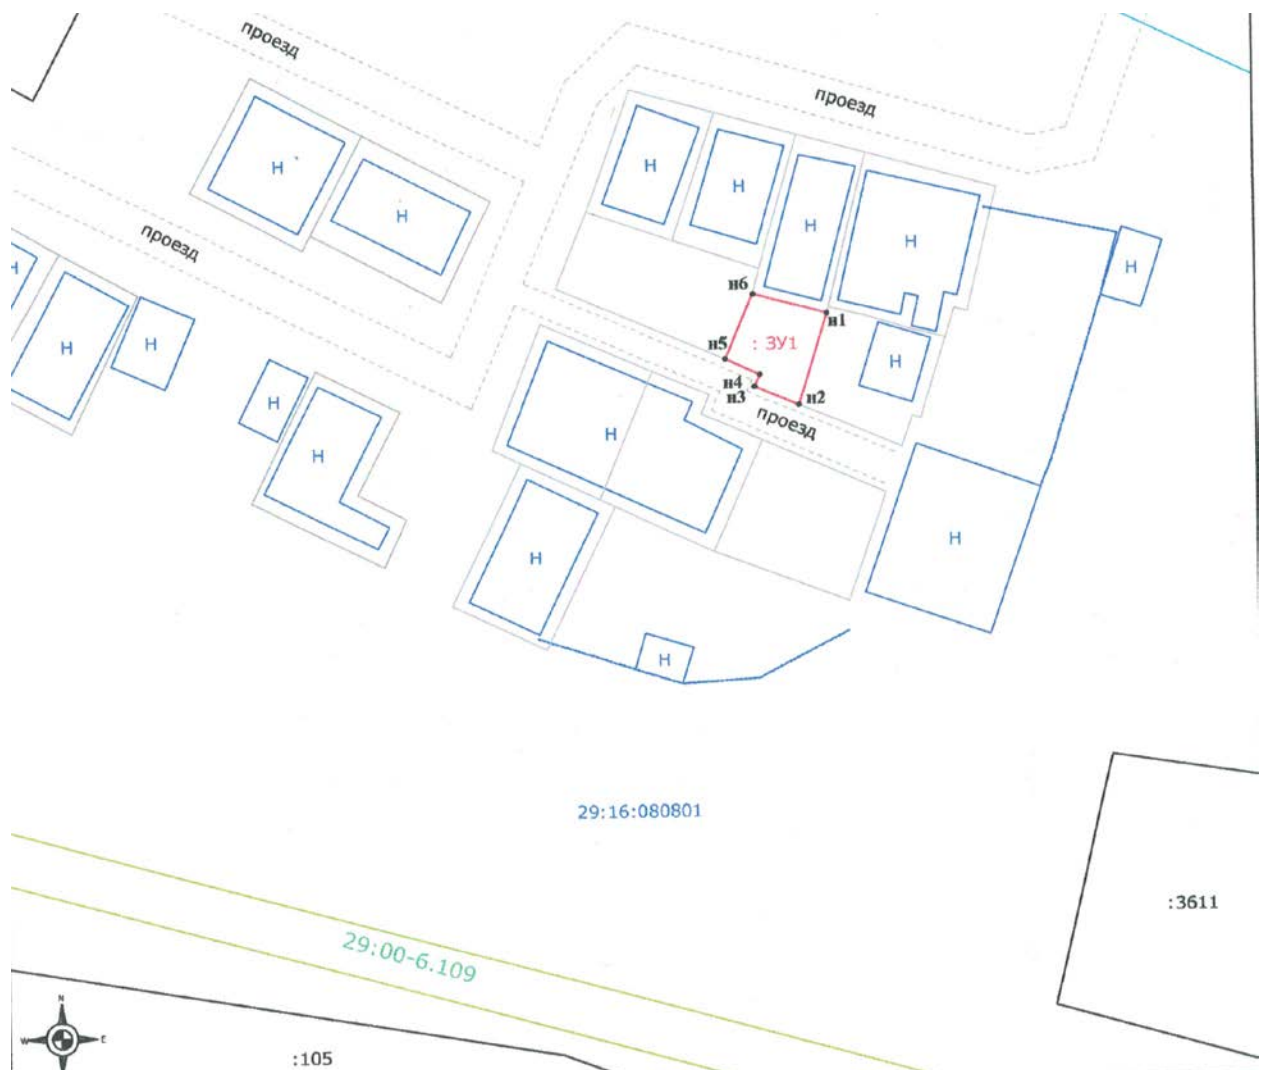 проезд
проезд
Н
Н
Н
Н
Н
Н
Н
Н
проезд
н6
н1
н5
: ЗУ1
н4
н3
н2
Н
проезд
Н
Н
Н
Н
Н
Н
Н
Н
Н
29:16:080801
:3611
29:00-6.109
N
W
E
:105